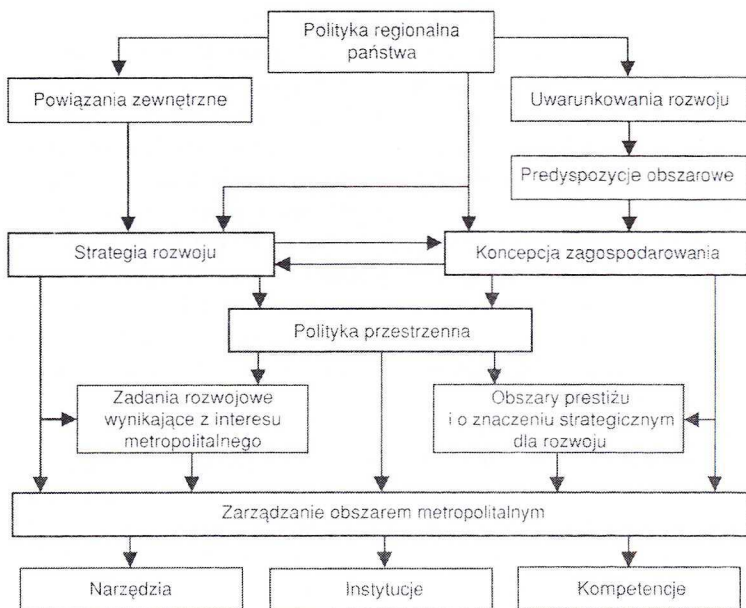 Polityka regionalna
państwa
Powiązania zewnętrzne
Uwarunkowania rozwoju
Predyspozycje obszarowe
Strategia rozwoju
Koncepcja zagospodarowania
Polityka przestrzenna
Zadania rozwojowe
wynikające z interesu
metropolitalnego
Obszary prestiżu
i o znaczeniu strategicznym
dla rozwoju
Zarządzanie obszarem metropolitalnym
Narzędzia
Instytucje
Kompetencje